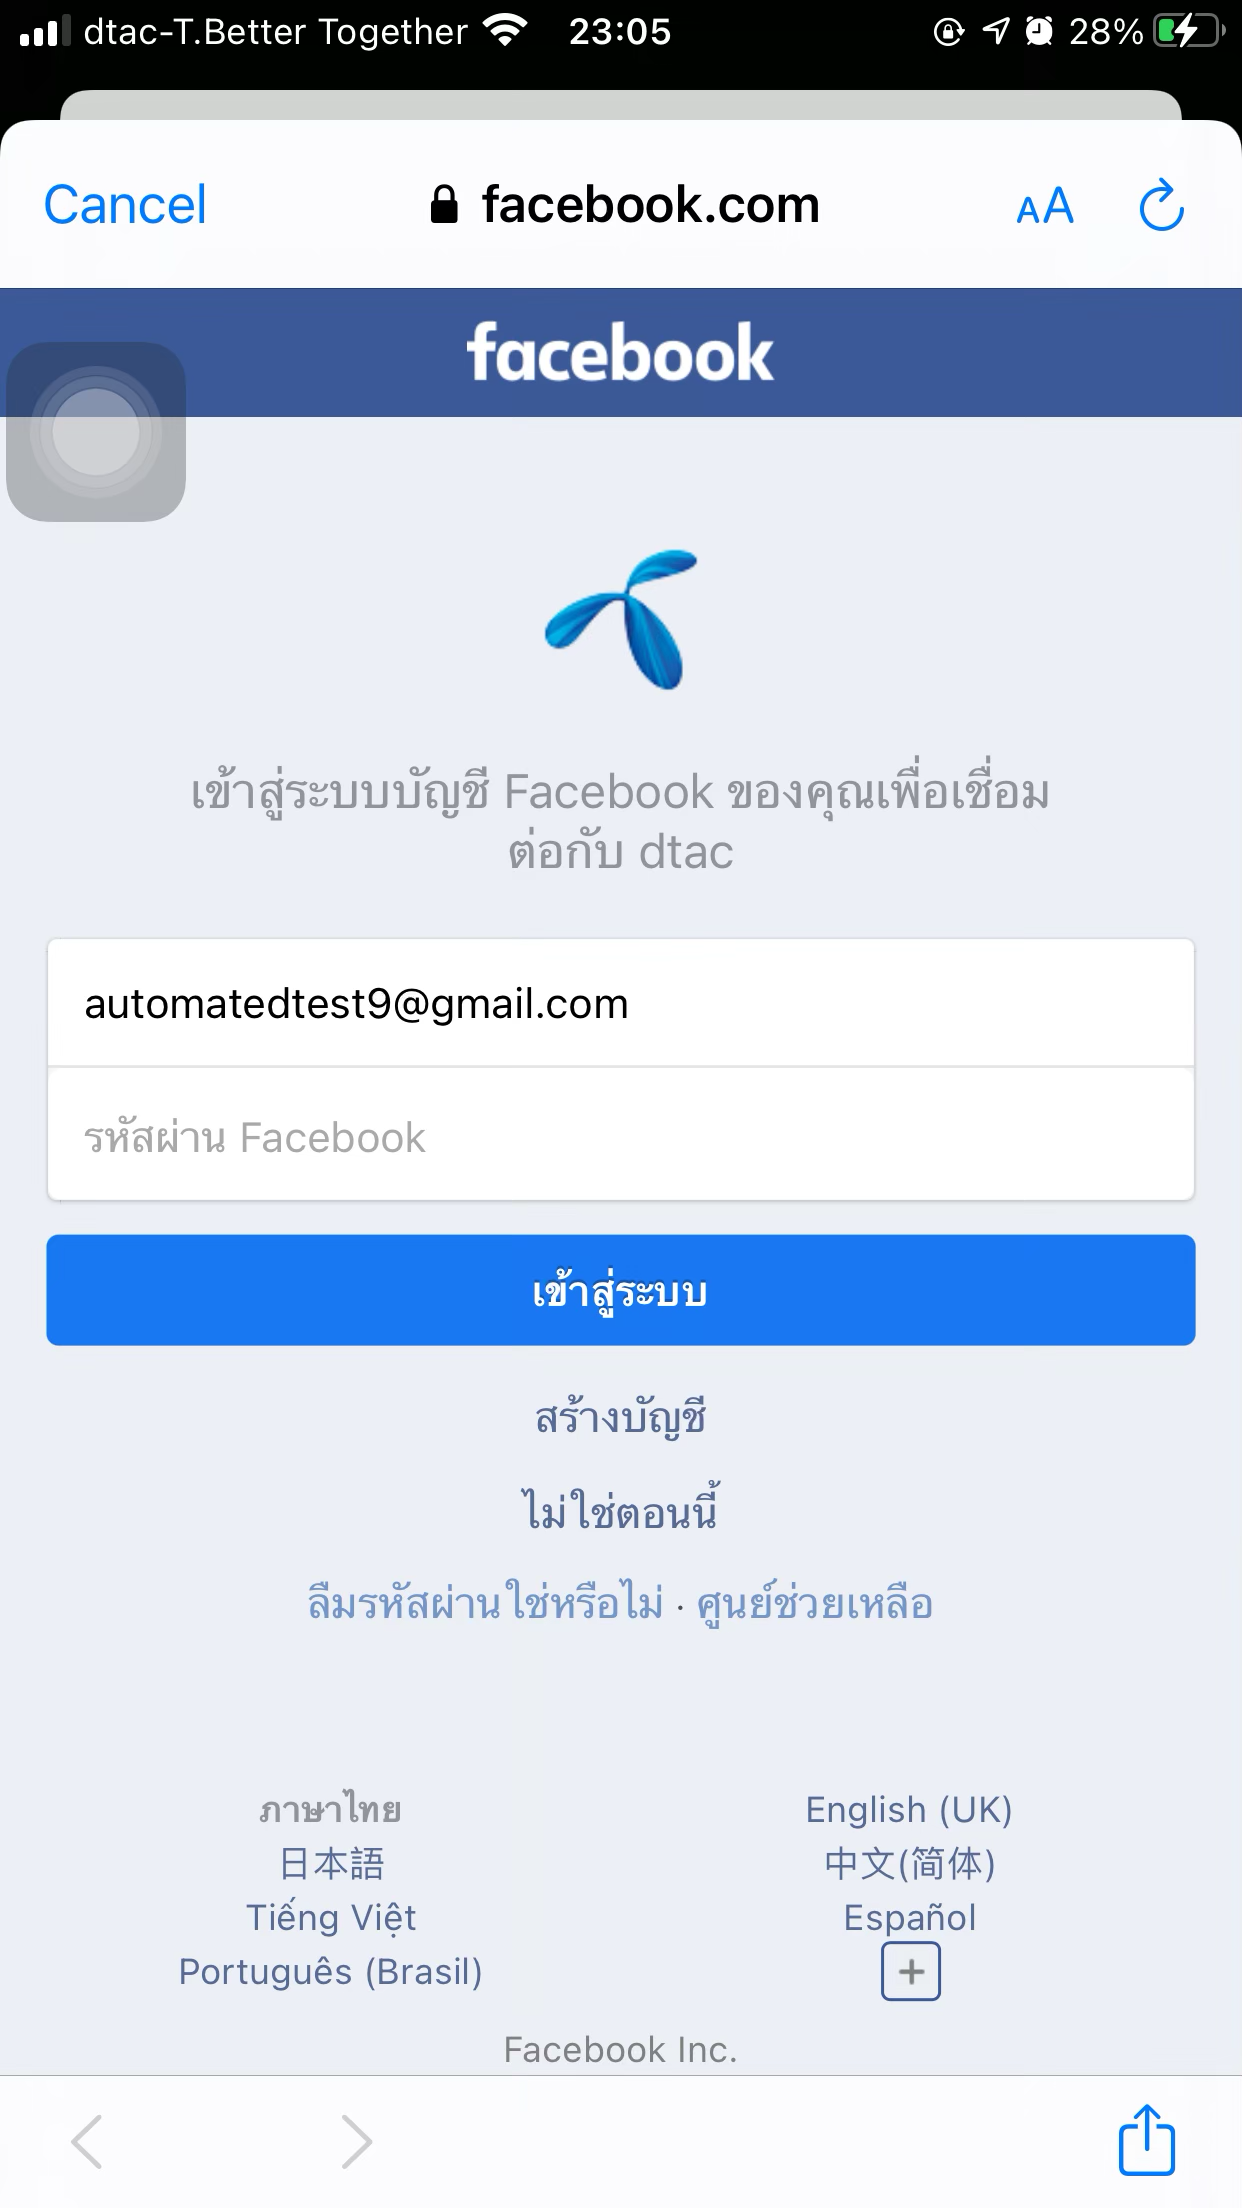 dtac-T.Better Together 23:05 28%
Cancel facebook.com AA
facebook
เข้าสู่ระบบบัญชี Facebook ของคุณเพื่อเชื่อม
ต่อกับ dtac
automatedtest9@gmail.com
รหัสผ่าน Facebook
เข้าสู่ระบบ
สร้างบัญชี
ไม่ใช่ตอนนี้
ลืมรหัสผ่านใช่หรือไม่ · ศูนย์ช่วยเหลือ
ภาษาไทย English (UK)
日本語 中文(简体)
Tiếng Việt Español
Português (Brasil) +
Facebook Inc.